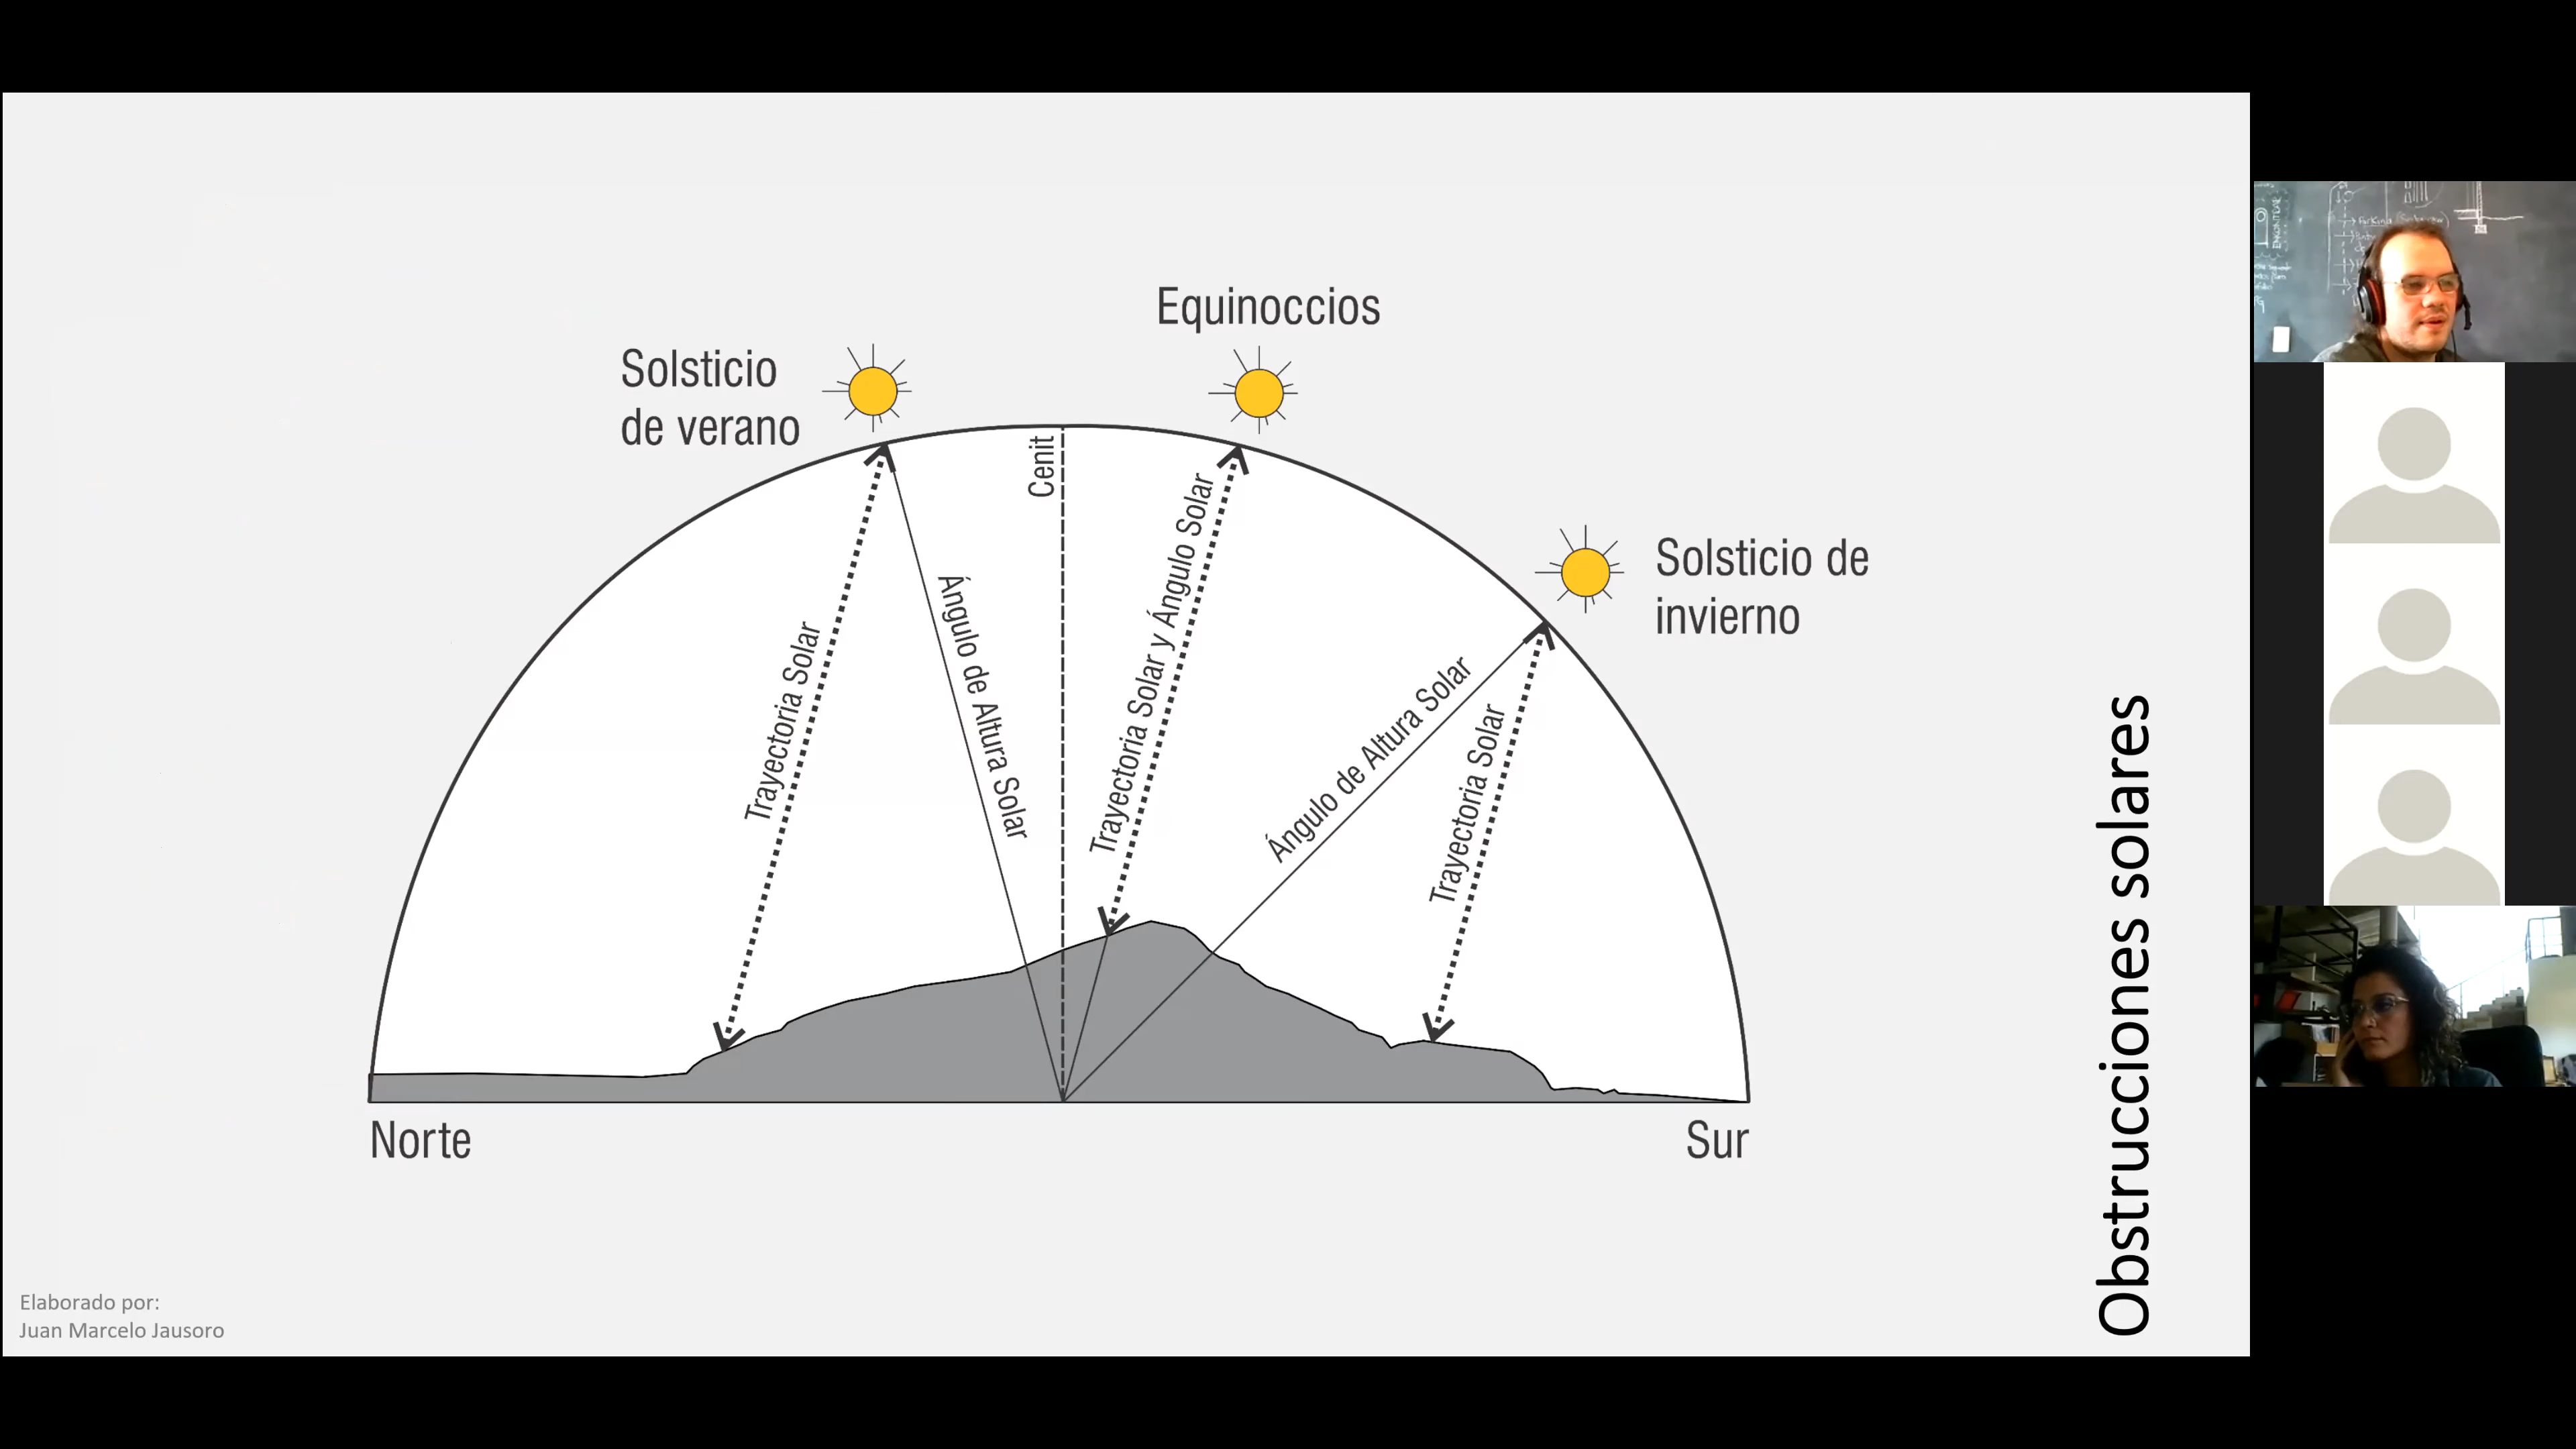 Equinoccios
Solsticio
de verano
Cenit
Solsticio de
invierno
Trayectoria Solar
Ángulo de Altura Solar
Trayectoria Solar y Ángulo Solar
Ángulo de Altura Solar
Trayectoria Solar
Norte
Sur
Obstrucciones solares
Elaborado por:
Juan Marcelo Jausoro